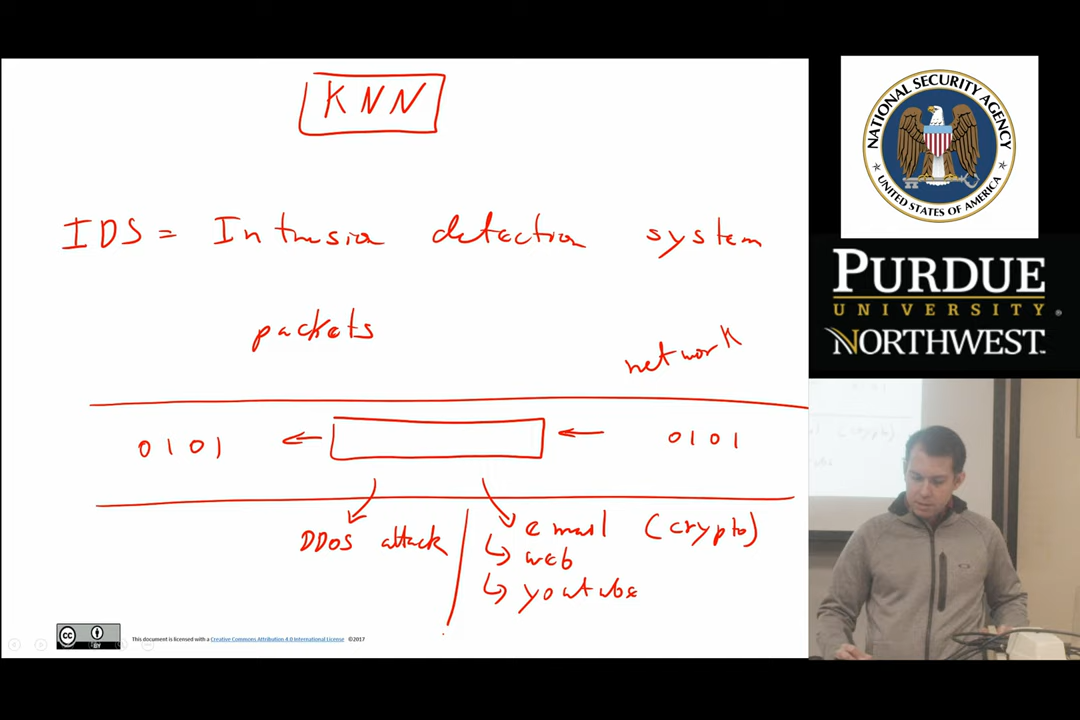 KNN
IDS = Intrusion detection system
packets
network
0101 ← ← 0101
DDoS attack
email (crypto)
↳ web
↳ youtube
cc BY
This document is licensed with a Creative Commons Attribution 4.0 International License ©2017
NATIONAL SECURITY AGENCY
UNITED STATES OF AMERICA
PURDUE
UNIVERSITY®
NORTHWEST